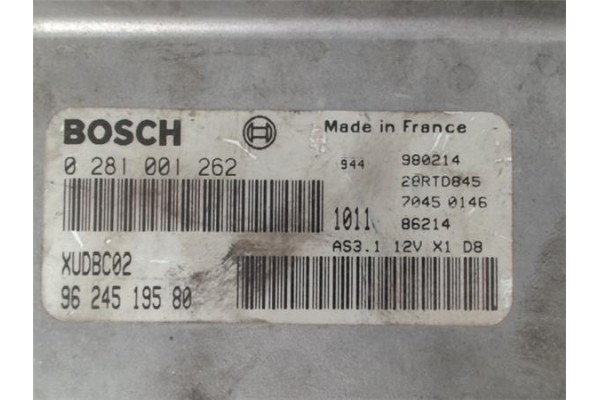 BOSCH
Made in France
0 281 001 262
944 980214
28RTD845
7045 0146
1011 86214
AS3.1 12V X1 D8
XUDBC02
96 245 195 80